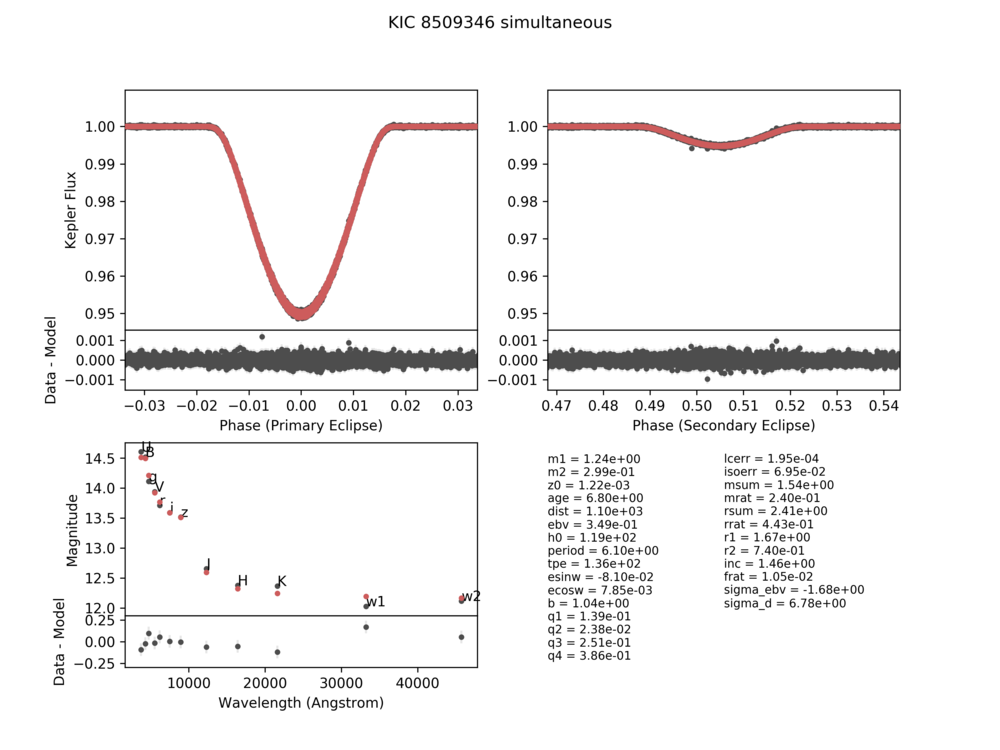 KIC 8509346 simultaneous
1.00
0.99
0.98
0.97
0.96
0.95
Kepler Flux
1.00
0.99
0.98
0.97
0.96
0.95
0.001
0.000
−0.001
Data - Model
0.001
0.000
−0.001
−0.03 −0.02 −0.01 0.00 0.01 0.02 0.03
Phase (Primary Eclipse)
0.47 0.48 0.49 0.50 0.51 0.52 0.53 0.54
Phase (Secondary Eclipse)
14.5
14.0
13.5
13.0
12.5
12.0
Magnitude
U
B
g
V
r
i
z
J
H
K
w1
w2
0.25
0.00
−0.25
Data - Model
10000 20000 30000 40000
Wavelength (Angstrom)
m1 = 1.24e+00
m2 = 2.99e-01
z0 = 1.22e-03
age = 6.80e+00
dist = 1.10e+03
ebv = 3.49e-01
h0 = 1.19e+02
period = 6.10e+00
tpe = 1.36e+02
esinw = -8.10e-02
ecosw = 7.85e-03
b = 1.04e+00
q1 = 1.39e-01
q2 = 2.38e-02
q3 = 2.51e-01
q4 = 3.86e-01
lcerr = 1.95e-04
isoerr = 6.95e-02
msum = 1.54e+00
mrat = 2.40e-01
rsum = 2.41e+00
rrat = 4.43e-01
r1 = 1.67e+00
r2 = 7.40e-01
inc = 1.46e+00
frat = 1.05e-02
sigma_ebv = -1.68e+00
sigma_d = 6.78e+00